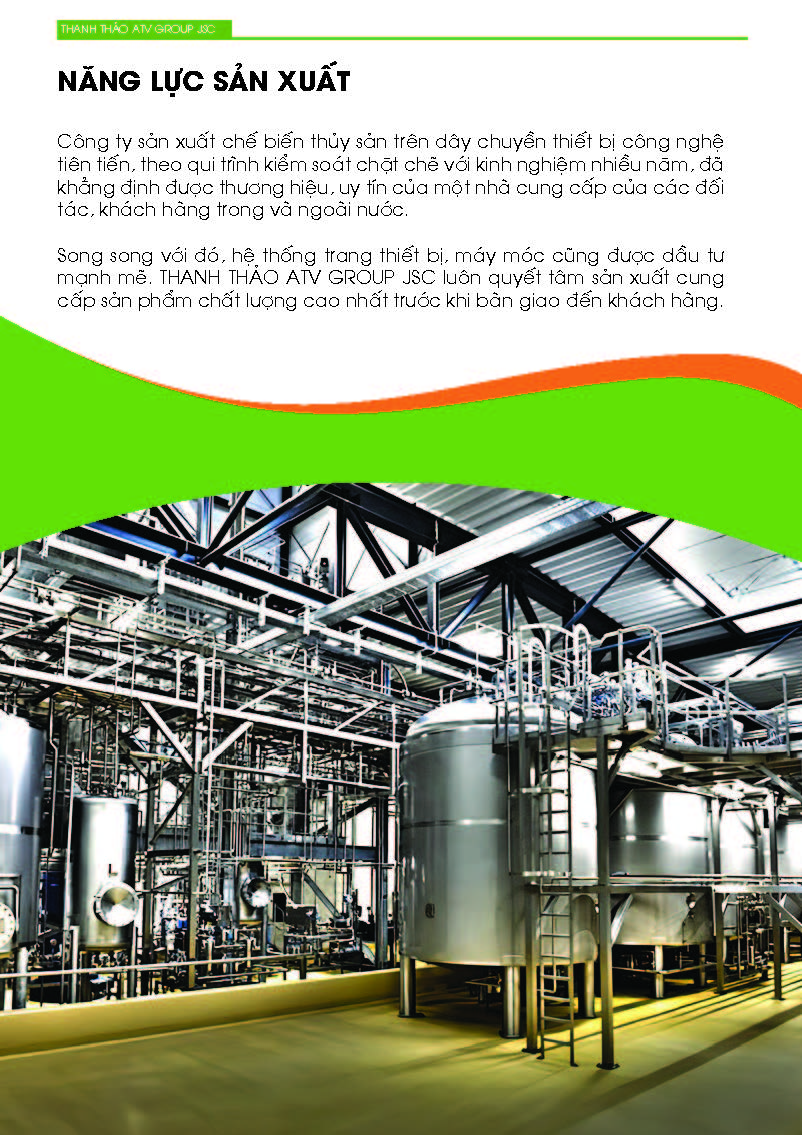 THANH THẢO ATV GROUP JSC
NĂNG LỰC SẢN XUẤT
Công ty sản xuất chế biến thủy sản trên dây chuyền thiết bị công nghệ
tiên tiến, theo qui trình kiểm soát chặt chẽ với kinh nghiệm nhiều năm, đã
khẳng định được thương hiệu, uy tín của một nhà cung cấp của các đối
tác, khách hàng trong và ngoài nước.
Song song với đó, hệ thống trang thiết bị, máy móc cũng được đầu tư
mạnh mẽ. THANH THẢO ATV GROUP JSC luôn quyết tâm sản xuất cung
cấp sản phẩm chất lượng cao nhất trước khi bàn giao đến khách hàng.